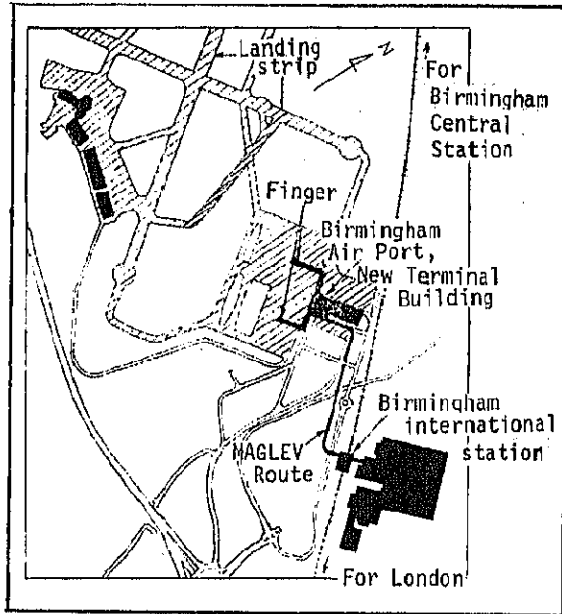 Landing
strip
N
For
Birmingham
Central
Station
Finger
Birmingham
Air Port,
New Terminal
Building
Birmingham
international
station
MAGLEV
Route
For London